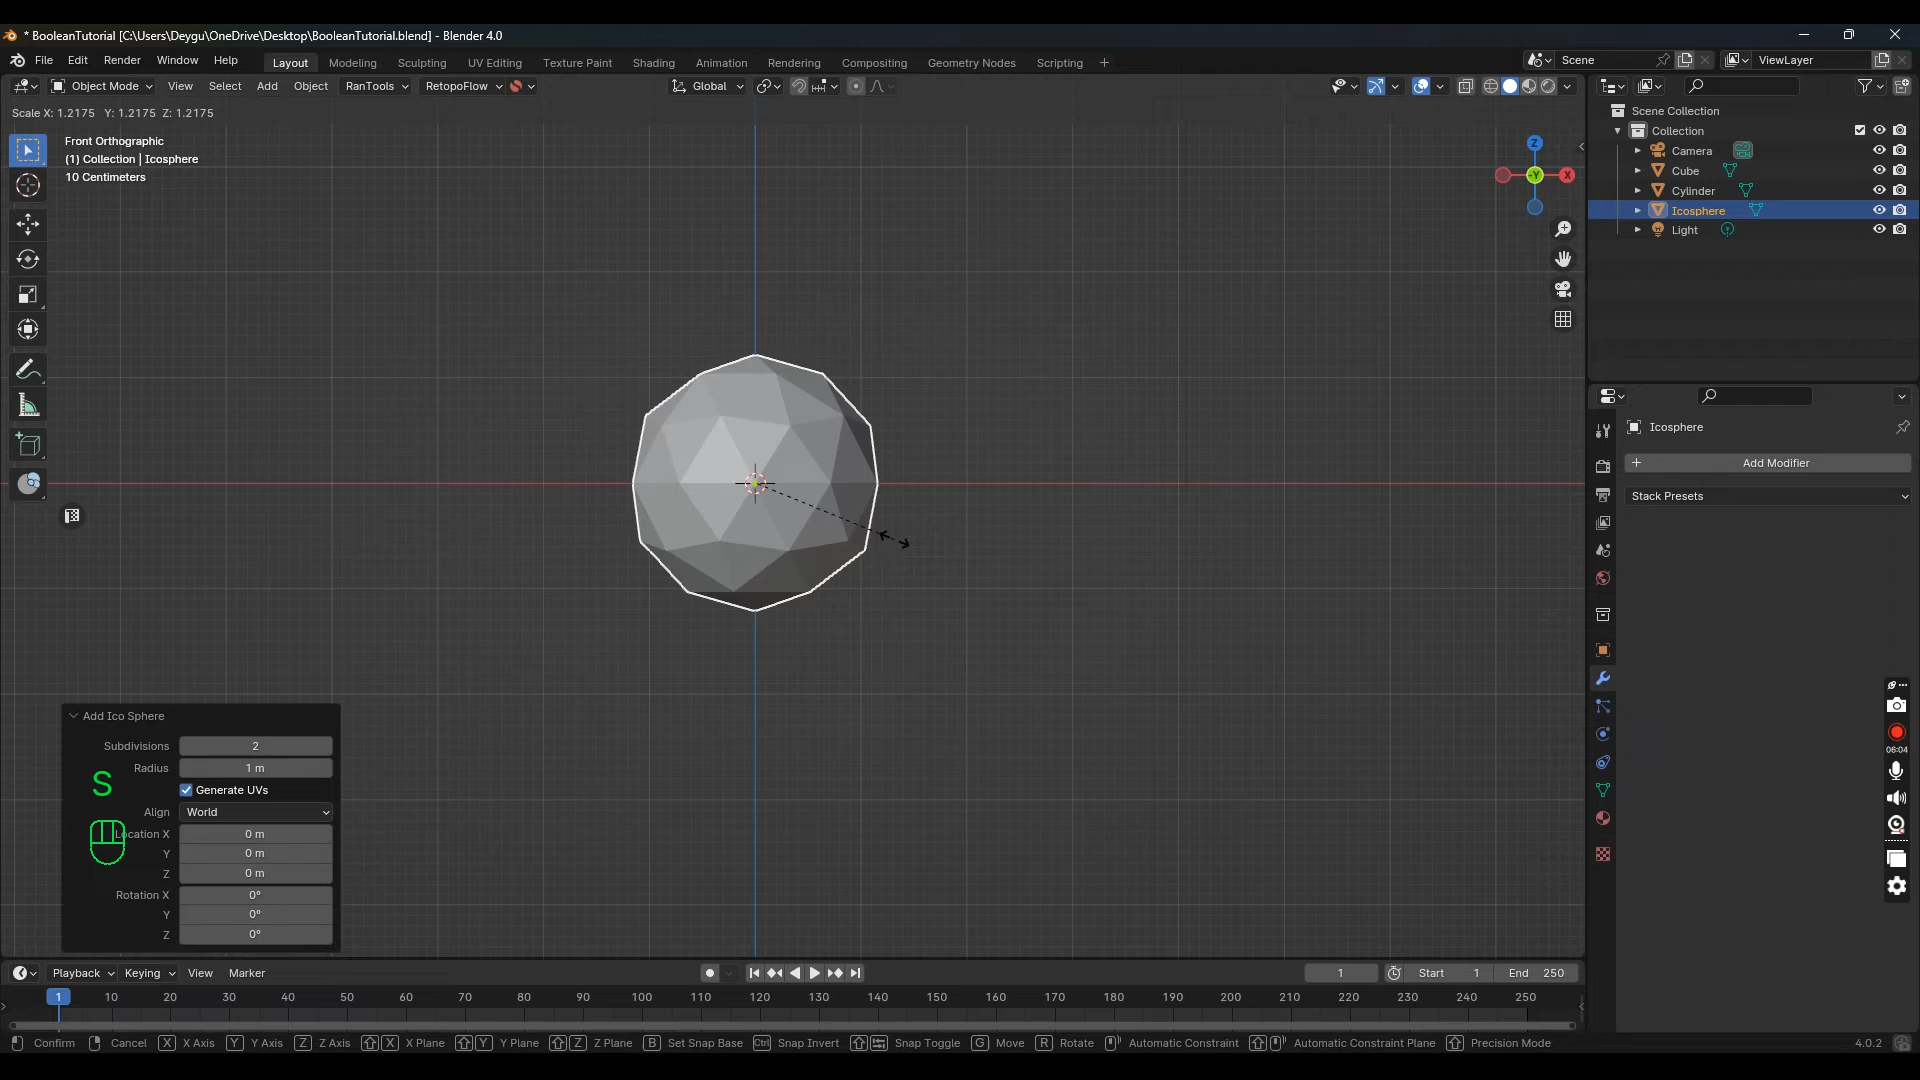 * BooleanTutorial [C:\Users\Deygu\OneDrive\Desktop\BooleanTutorial.blend] - Blender 4.0
File Edit Render Window Help Layout Modeling Sculpting UV Editing Texture Paint Shading Animation Rendering Compositing Geometry Nodes Scripting + Scene ViewLayer
Object Mode View Select Add Object RanTools RetopoFlow Global
Scale X: 1.2175 Y: 1.2175 Z: 1.2175
Front Orthographic
(1) Collection | Icosphere
10 Centimeters
Z
-Y X
Scene Collection
Collection
Camera
Cube
Cylinder
Icosphere
Light
Icosphere
+ Add Modifier
Stack Presets
Add Ico Sphere
Subdivisions 2
Radius 1 m
Generate UVs
Align World
Location X 0 m
Y 0 m
Z 0 m
Rotation X 0°
Y 0°
Z 0°
S
06:04
Playback Keying View Marker 1 Start 1 End 250
1 10 20 30 40 50 60 70 80 90 100 110 120 130 140 150 160 170 180 190 200 210 220 230 240 250
Confirm Cancel X X Axis Y Y Axis Z Z Axis X X Plane Y Y Plane Z Z Plane B Set Snap Base Ctrl Snap Invert Snap Toggle G Move R Rotate Automatic Constraint Automatic Constraint Plane Precision Mode 4.0.2